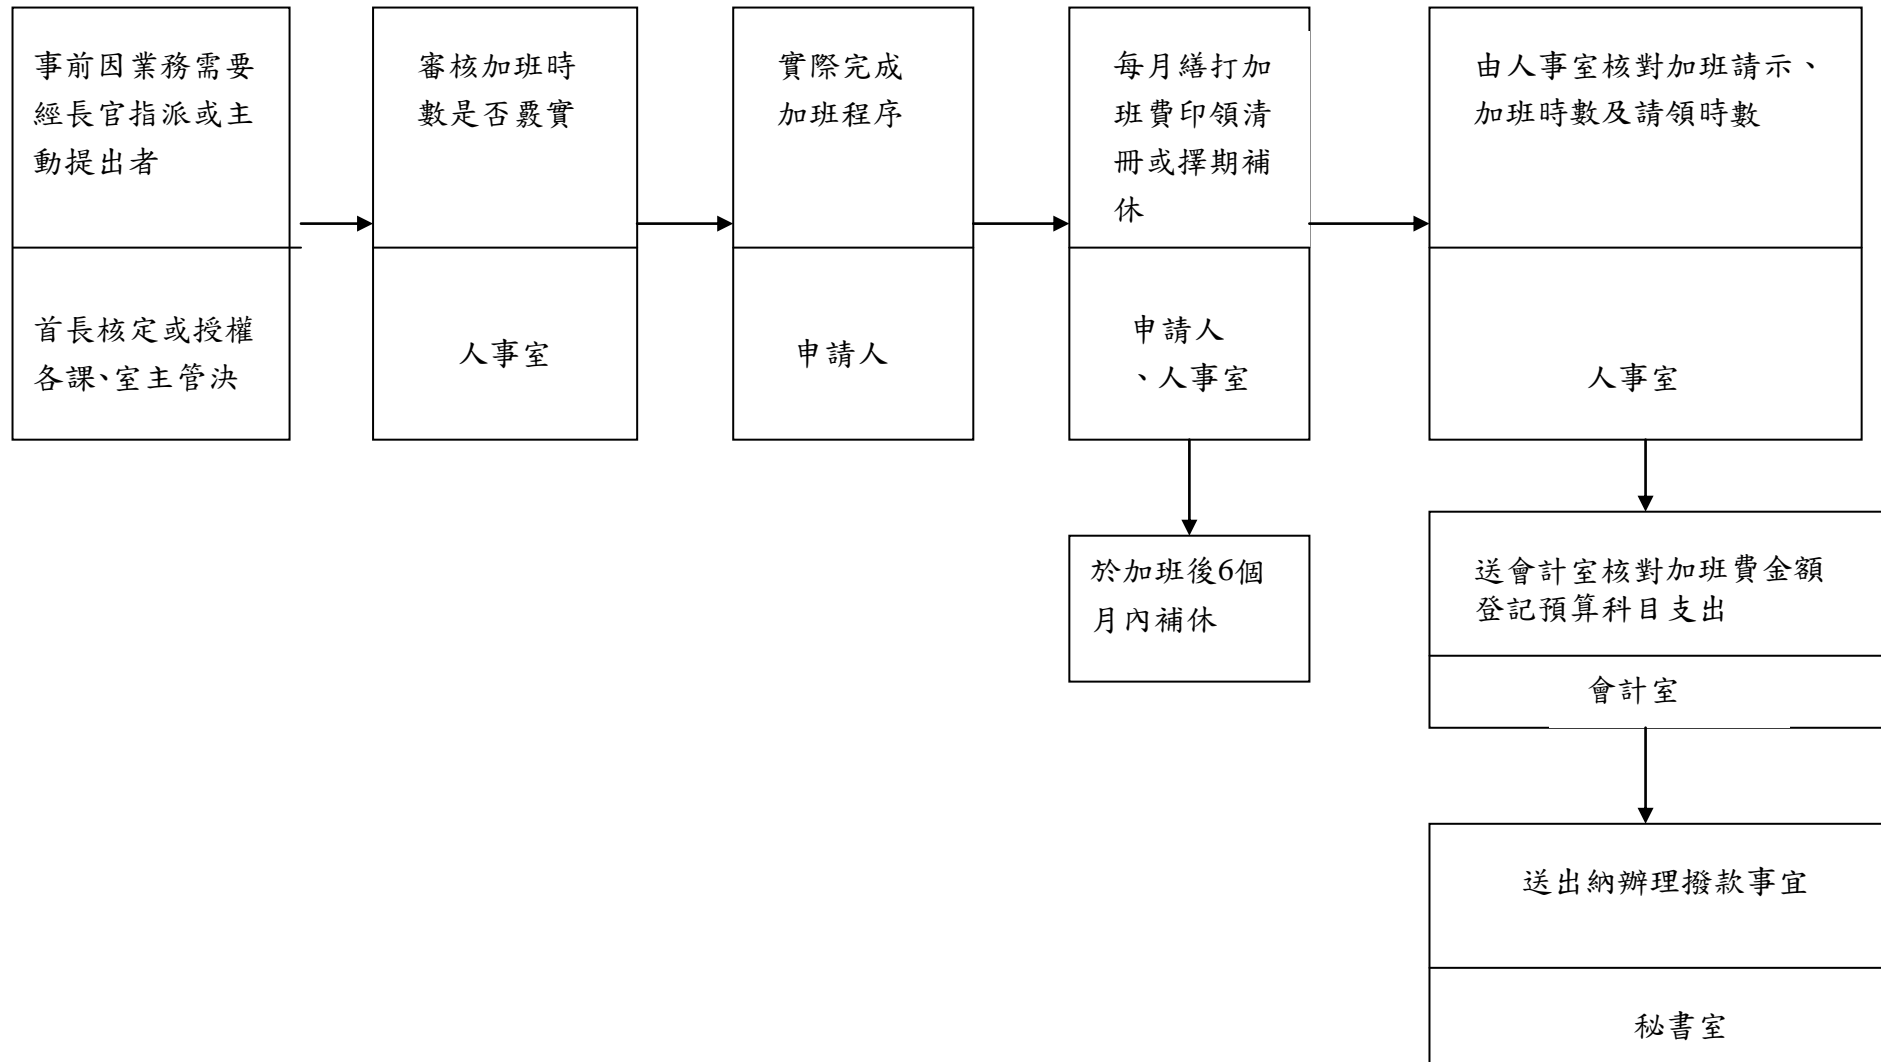 事前因業務需要
經長官指派或主
動提出者
首長核定或授權
各課、室主管決
審核加班時
數是否覈實
人事室
實際完成
加班程序
申請人
每月繕打加
班費印領清
冊或擇期補
休
申請人
、人事室
於加班後6個
月內補休
由人事室核對加班請示、
加班時數及請領時數
人事室
送會計室核對加班費金額
登記預算科目支出
會計室
送出納辦理撥款事宜
秘書室